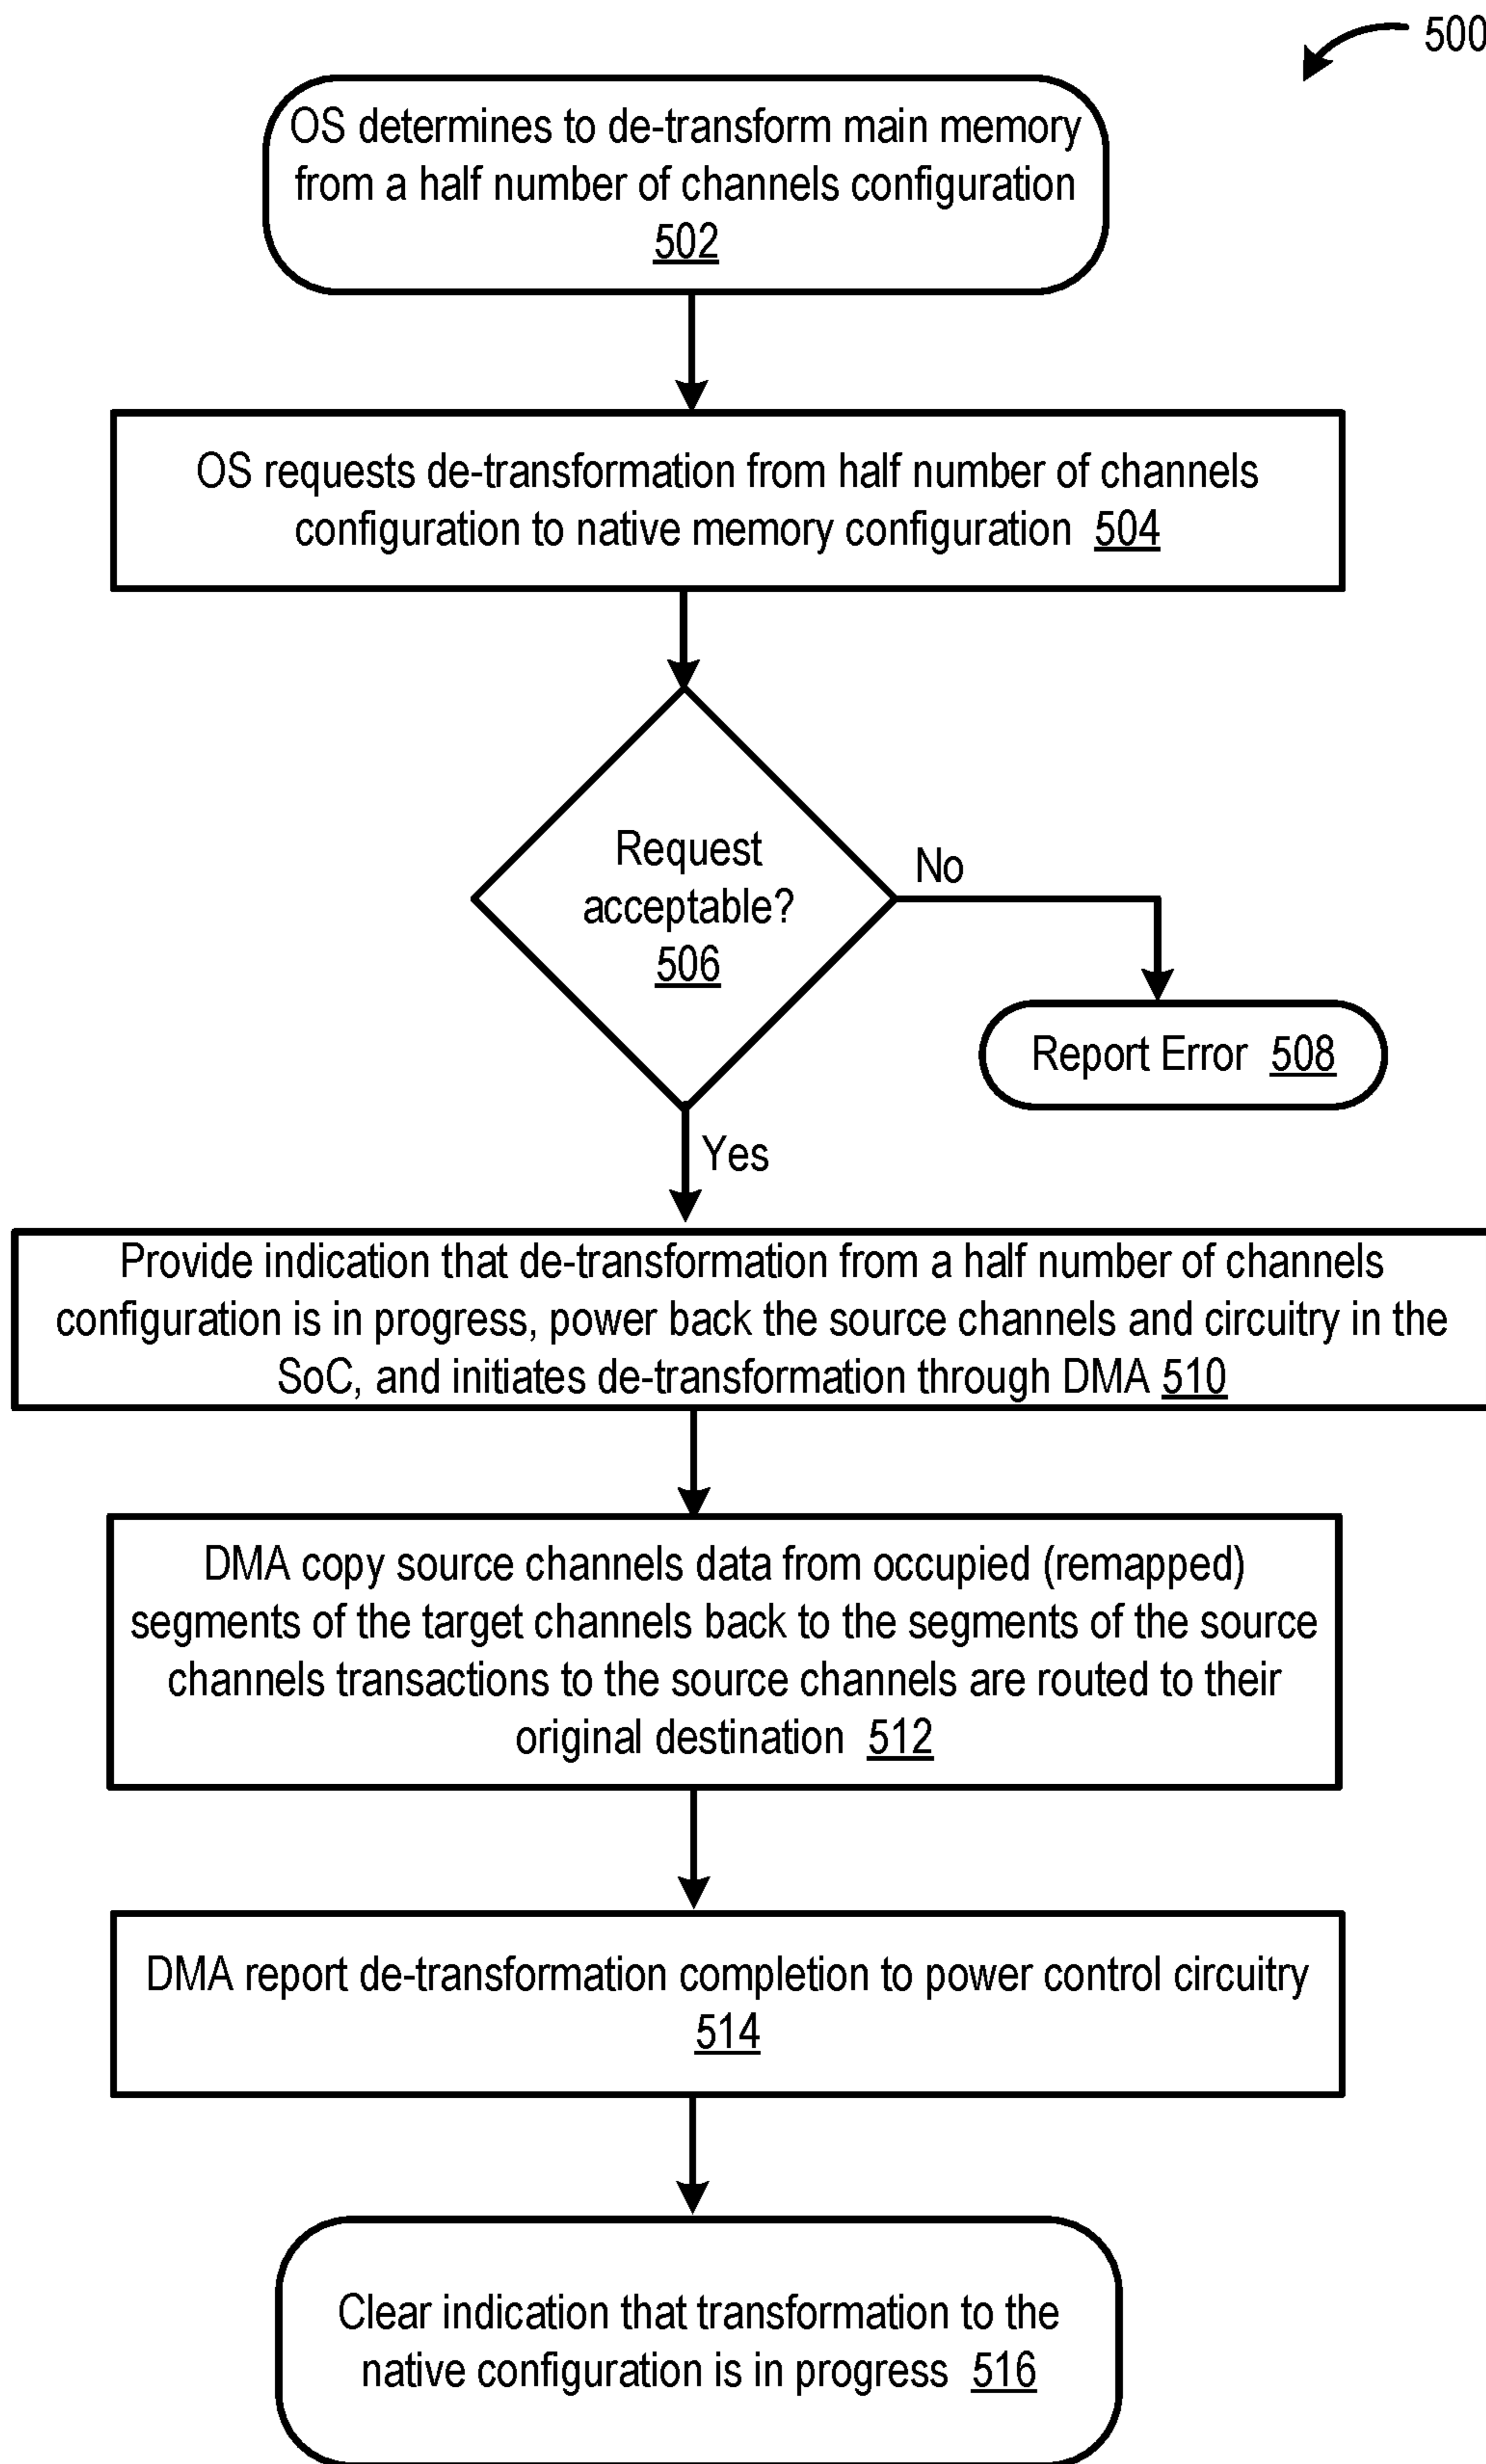 500
OS determines to de-transform main memory
from a half number of channels configuration
502
OS requests de-transformation from half number of channels
configuration to native memory configuration 504
Request
acceptable?
506
No
Report Error 508
Yes
Provide indication that de-transformation from a half number of channels
configuration is in progress, power back the source channels and circuitry in the
SoC, and initiates de-transformation through DMA 510
DMA copy source channels data from occupied (remapped)
segments of the target channels back to the segments of the source
channels transactions to the source channels are routed to their
original destination 512
DMA report de-transformation completion to power control circuitry
514
Clear indication that transformation to the
native configuration is in progress 516